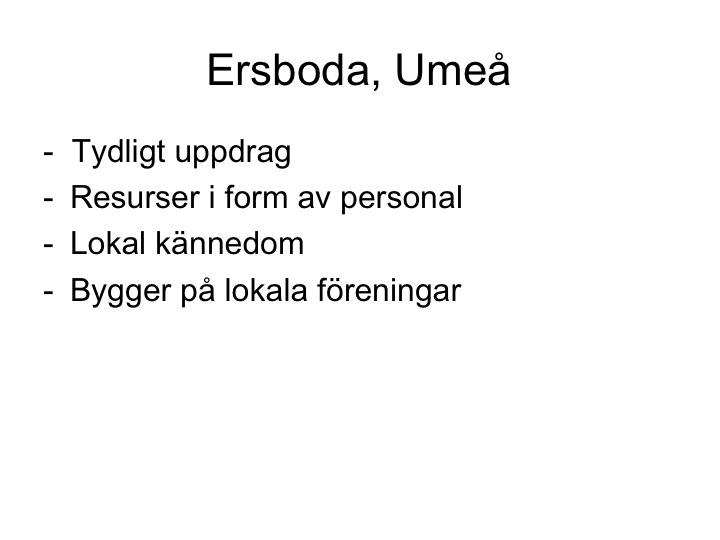 Ersboda, Umeå
- Tydligt uppdrag
- Resurser i form av personal
- Lokal kännedom
- Bygger på lokala föreningar